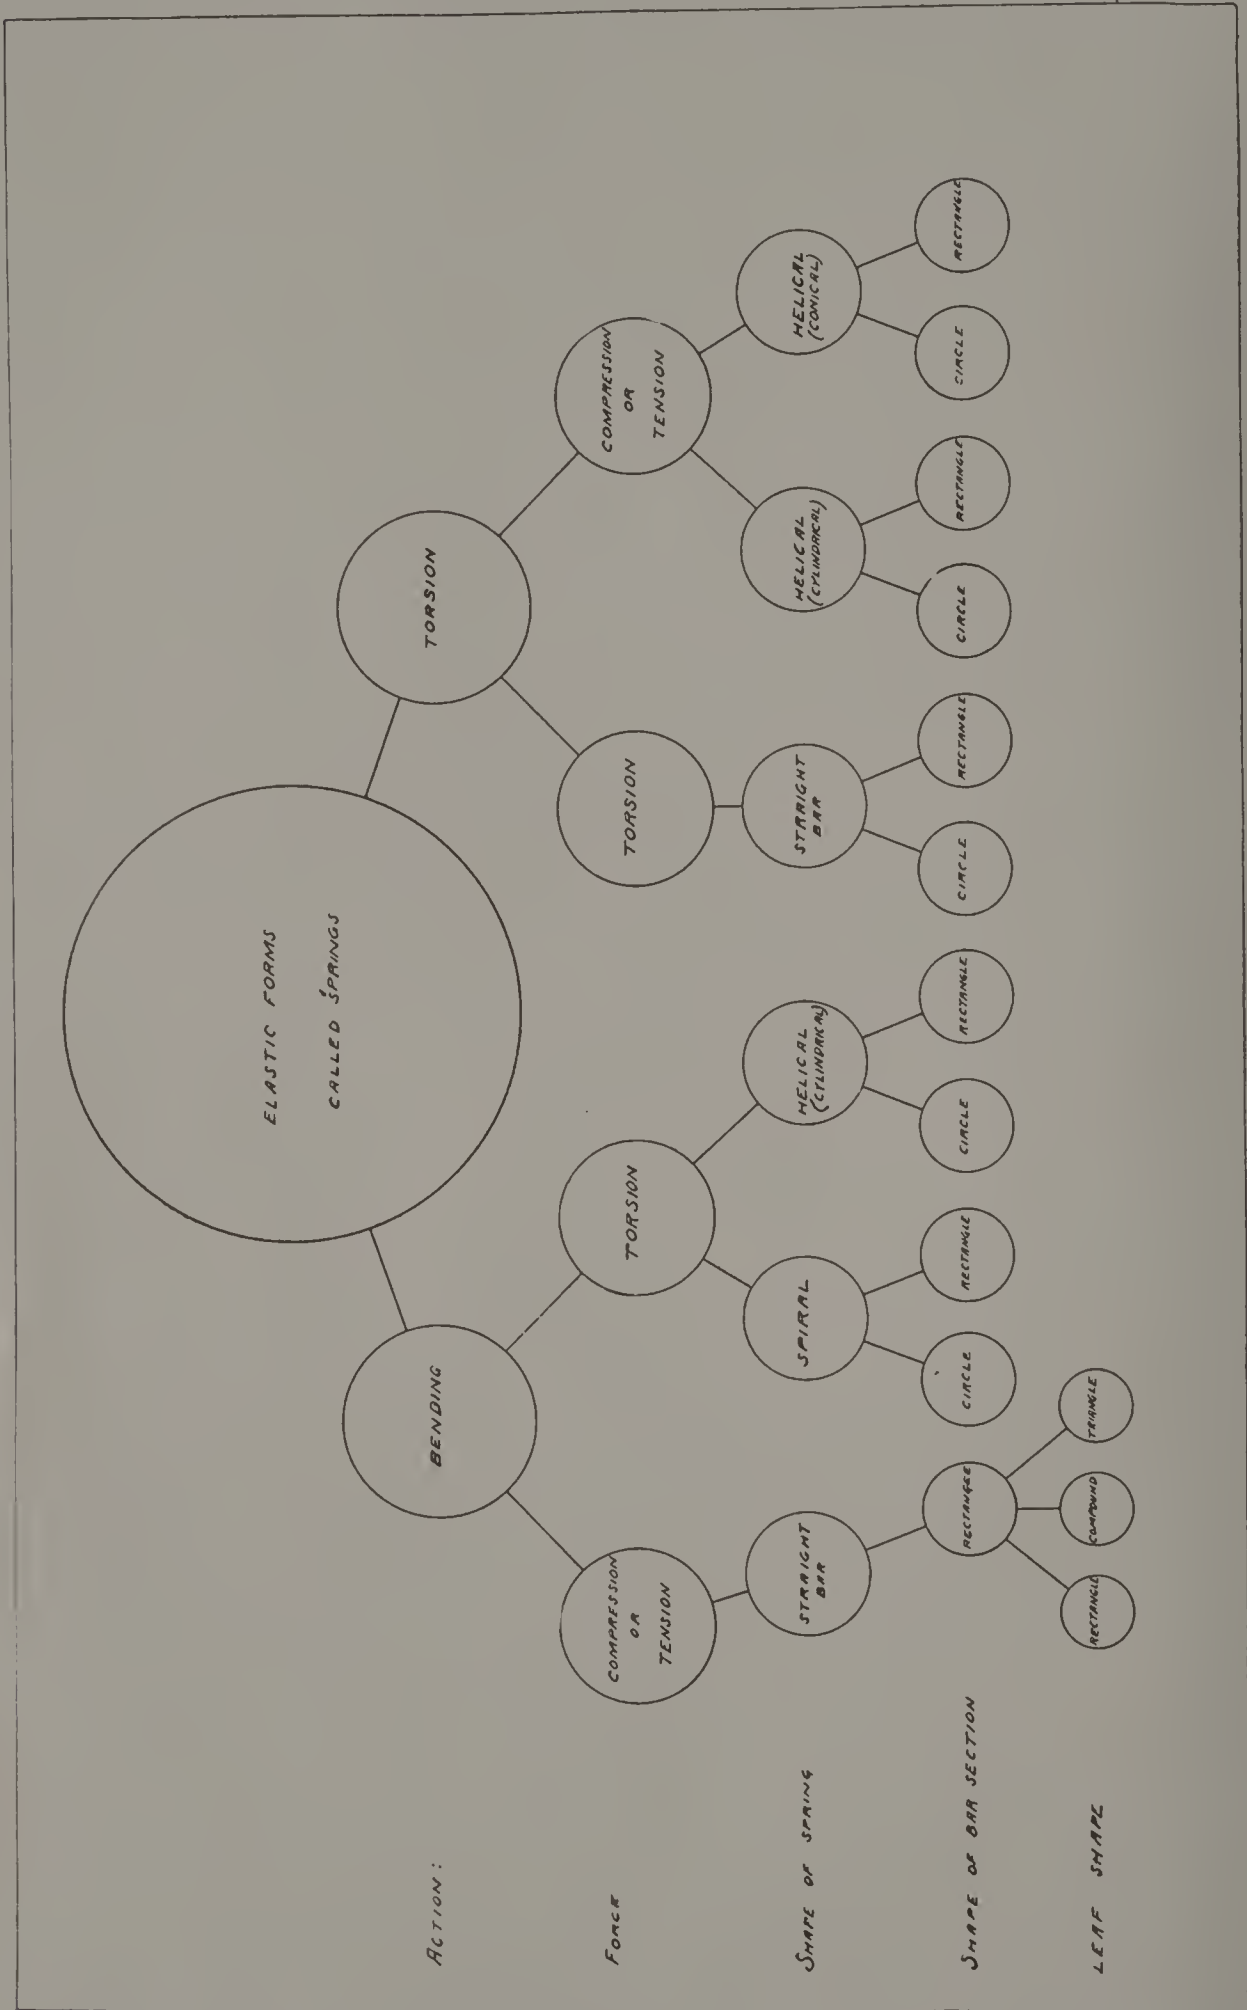 ELASTIC FORMS
CALLED SPRINGS
ACTION:
BENDING
TORSION
FORCE
COMPRESSION
OR
TENSION
TORSION
TORSION
COMPRESSION
OR
TENSION
SHAPE OF SPRING
STRAIGHT
BAR
SPIRAL
HELICAL
(CYLINDRICAL)
STRAIGHT
BAR
HELICAL
(CYLINDRICAL)
HELICAL
(CONICAL)
SHAPE OF BAR SECTION
RECTANGLE
CIRCLE
RECTANGLE
CIRCLE
RECTANGLE
CIRCLE
RECTANGLE
CIRCLE
RECTANGLE
CIRCLE
RECTANGLE
LEAF SHAPE
RECTANGLE
COMPOUND
TRIANGLE